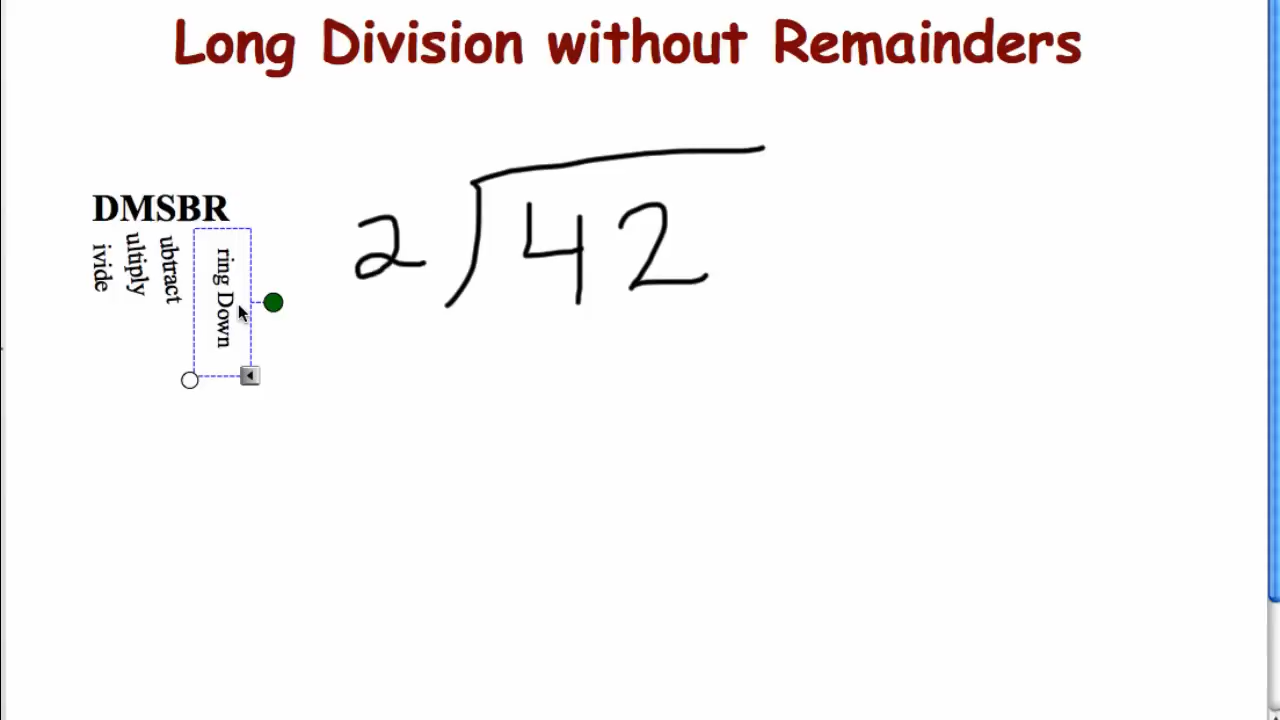 Long Division without Remainders
DMSBR
ivide
ultiply
ubtract
ring Down
2)42